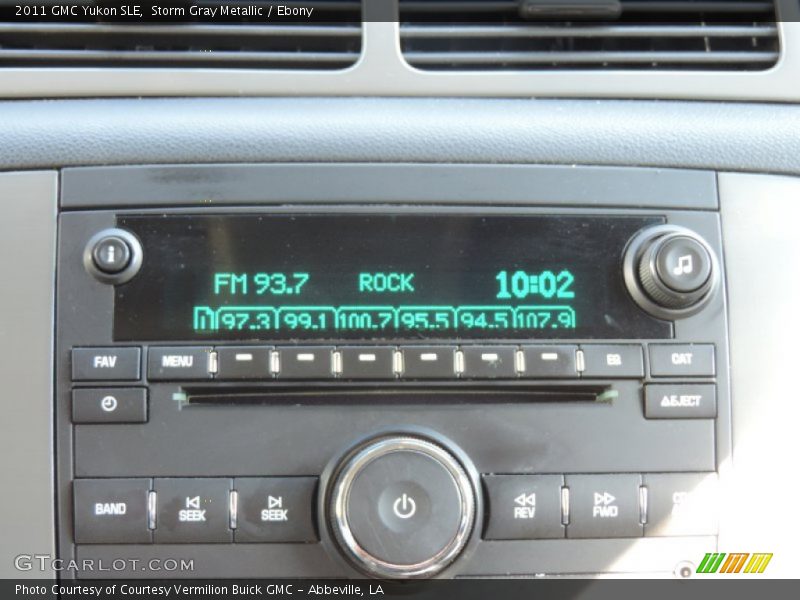 2011 GMC Yukon SLE, Storm Gray Metallic / Ebony
i
FM 93.7 ROCK 10:02
1 97.3 99.1 100.7 95.5 94.5 107.9
FAV MENU EQ CAT
EJECT
BAND SEEK SEEK REV FWD
GTCARLOT.COM
Photo Courtesy of Courtesy Vermilion Buick GMC - Abbeville, LA